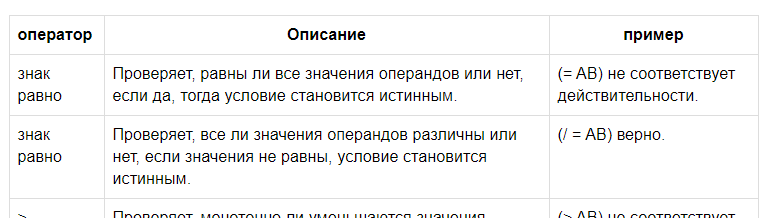 оператор Описание пример
знак равно Проверяет, равны ли все значения операндов или нет, если да, тогда условие становится истинным. (= AB) не соответствует действительности.
знак равно Проверяет, все ли значения операндов различны или нет, если значения не равны, условие становится истинным. (/ = AB) верно.
> Проверяет, монотонно ли уменьшаются значения (> AB) не соответствует